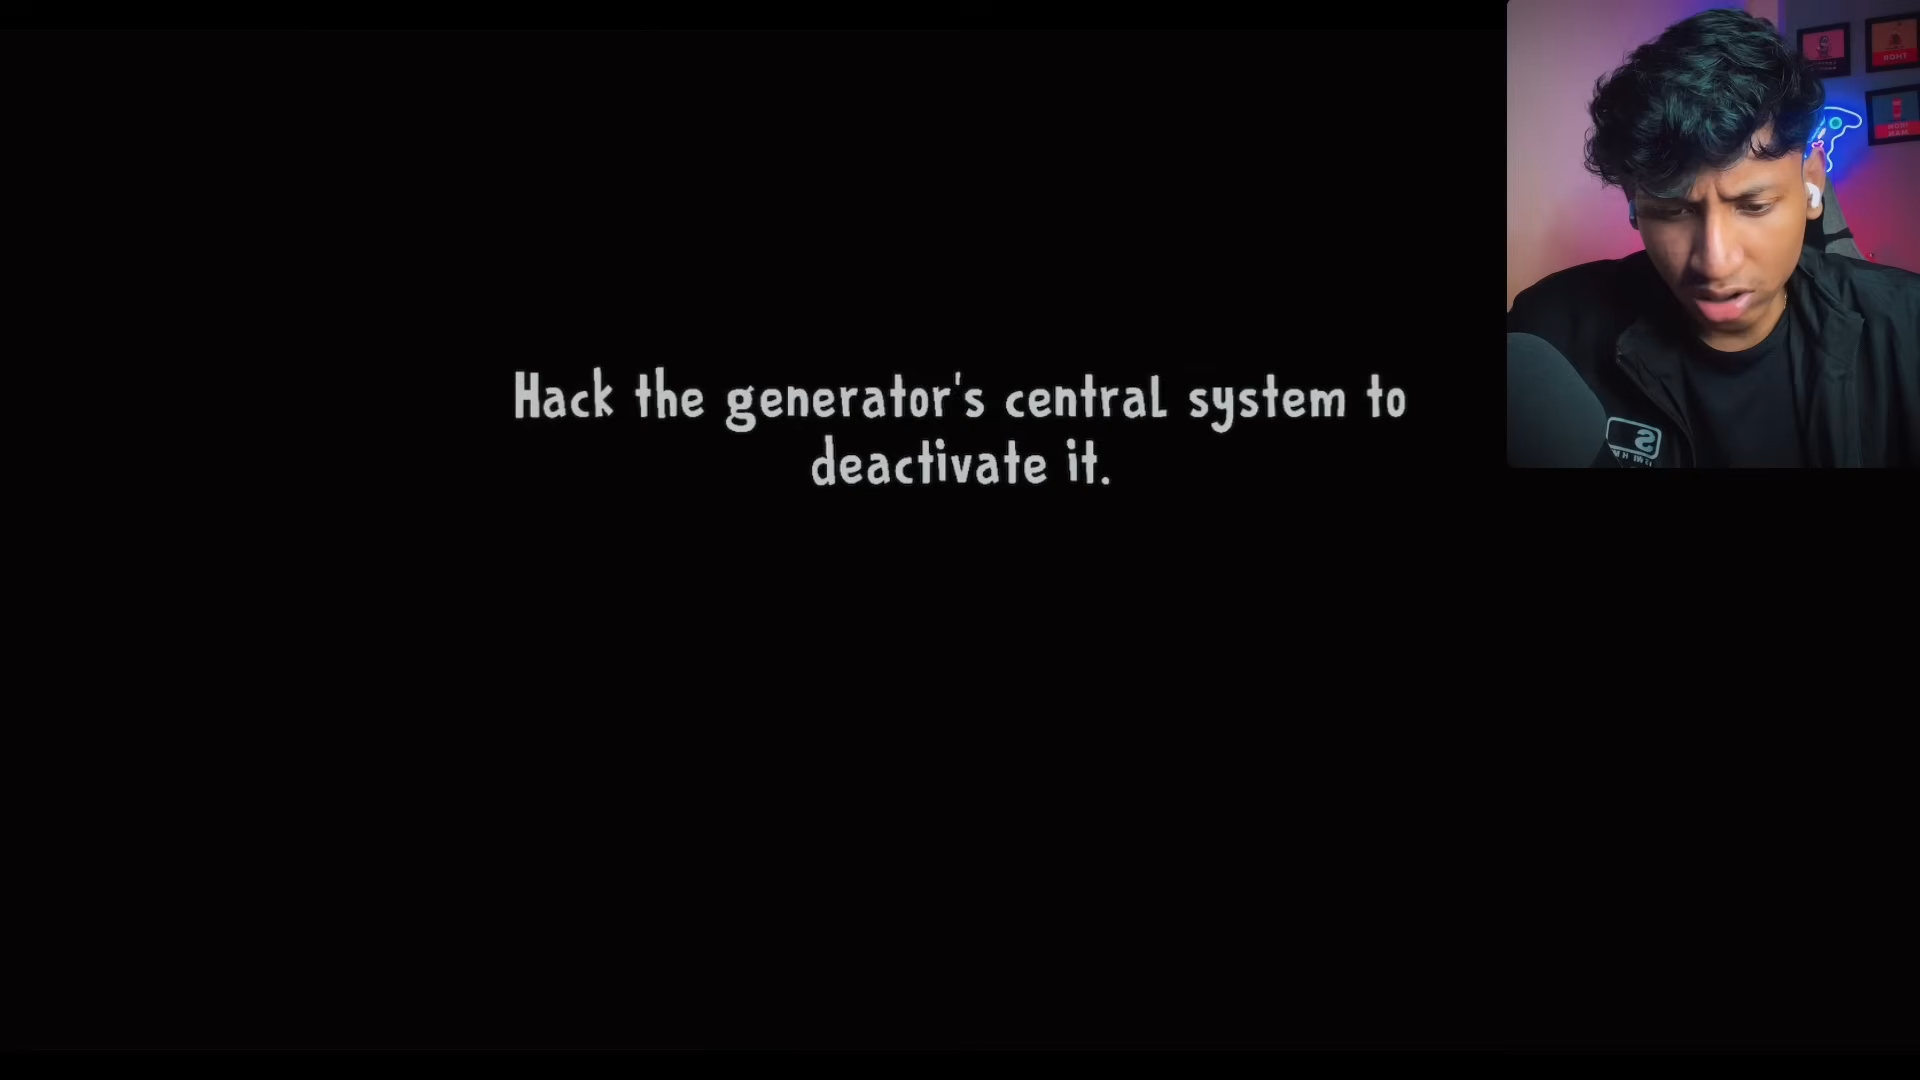 Hack the generator's central system to
deactivate it.